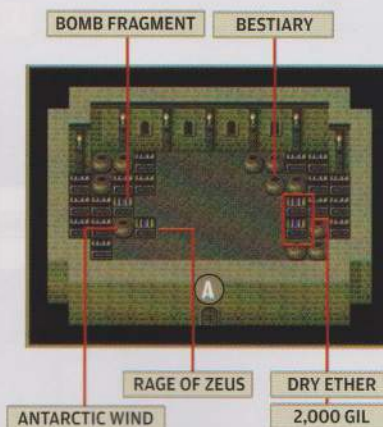 BOMB FRAGMENT
BESTIARY
A
RAGE OF ZEUS
DRY ETHER
ANTARCTIC WIND
2,000 GIL